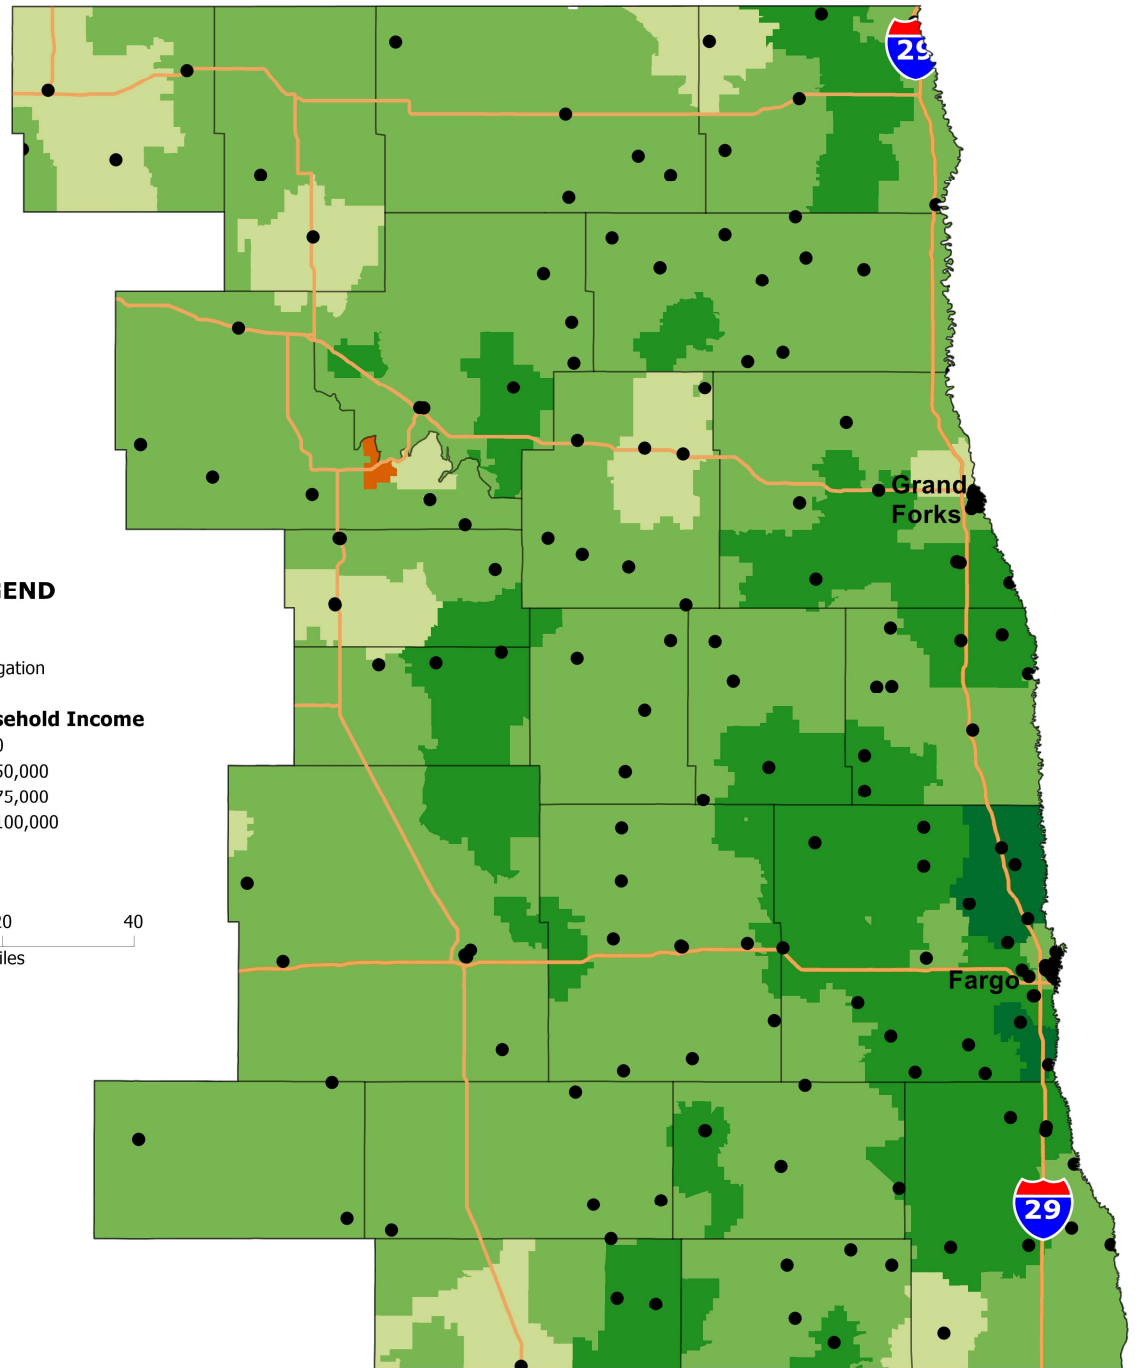 29
Grand
Forks
END
gation
sehold Income
0
50,000
75,000
100,000
20
40
iles
Fargo
29